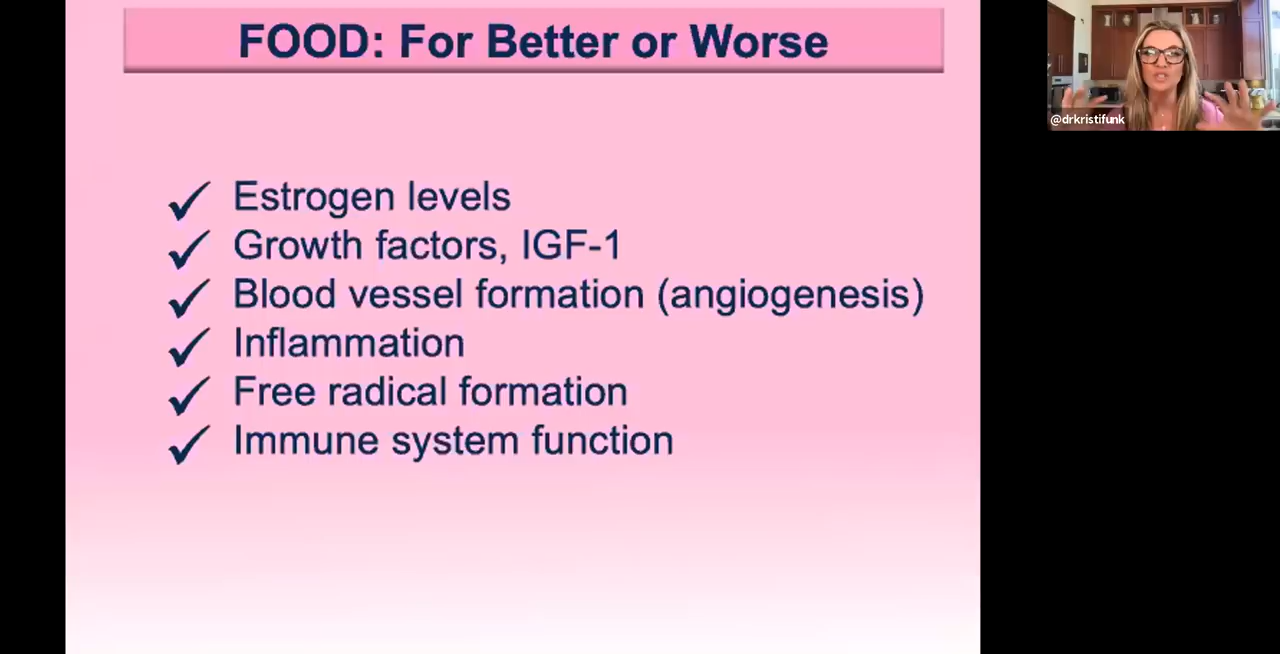 FOOD: For Better or Worse
@drkristifunk
Estrogen levels
Growth factors, IGF-1
Blood vessel formation (angiogenesis)
Inflammation
Free radical formation
Immune system function